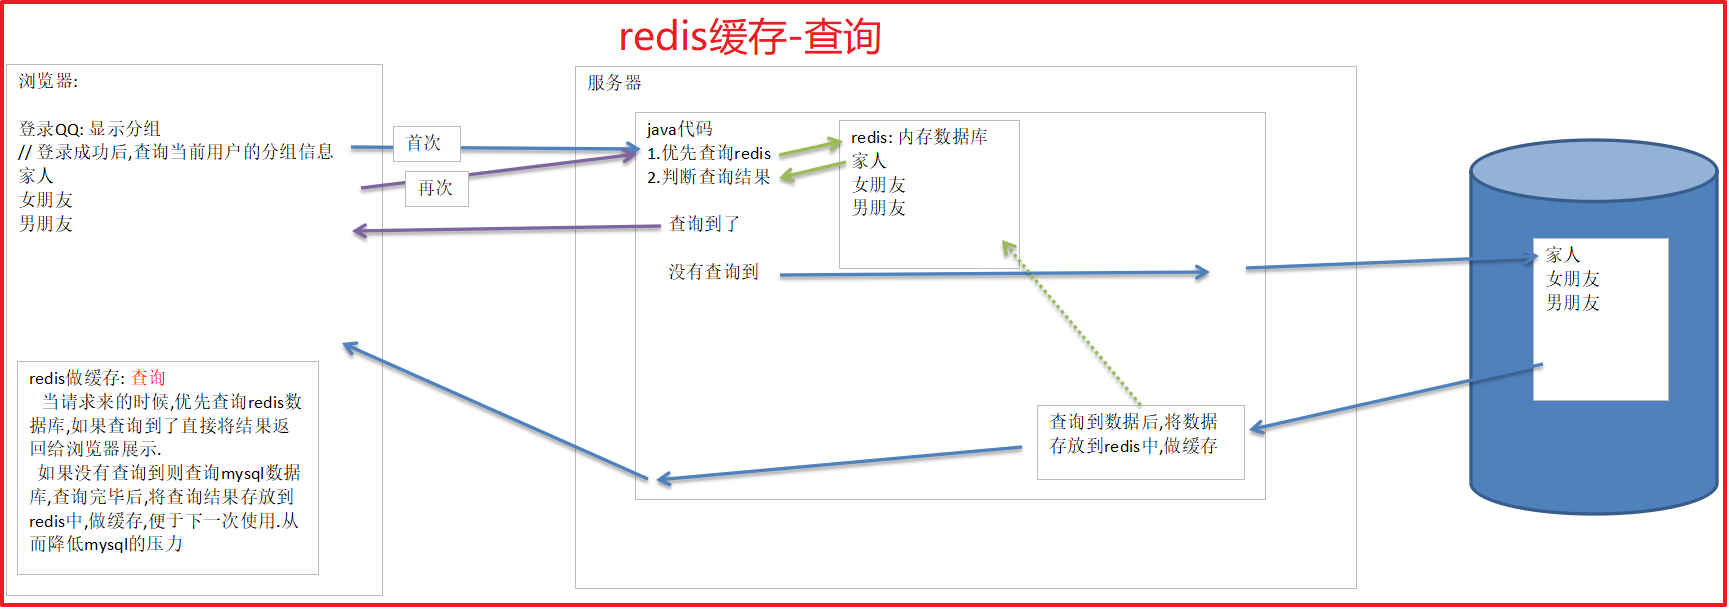 redis缓存-查询
浏览器:
登录QQ: 显示分组
// 登录成功后,查询当前用户的分组信息
家人
女朋友
男朋友
首次
再次
服务器
java代码
1.优先查询redis
2.判断查询结果
查询到了
没有查询到
redis: 内存数据库
家人
女朋友
男朋友
家人
女朋友
男朋友
查询到数据后,将数据
存放到redis中,做缓存
redis做缓存: 查询
当请求来的时候,优先查询redis数
据库,如果查询到了直接将结果返
回给浏览器展示.
如果没有查询到则查询mysql数据
库,查询完毕后,将查询结果存放到
redis中,做缓存,便于下一次使用.从
而降低mysql的压力